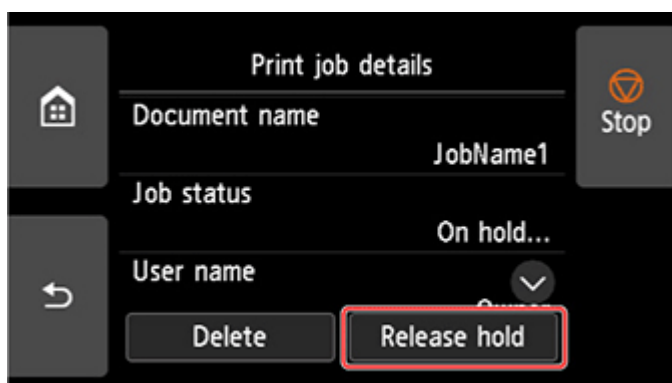 Print job details
Stop
Document name
JobName1
Job status
On hold...
User name
Delete
Release hold